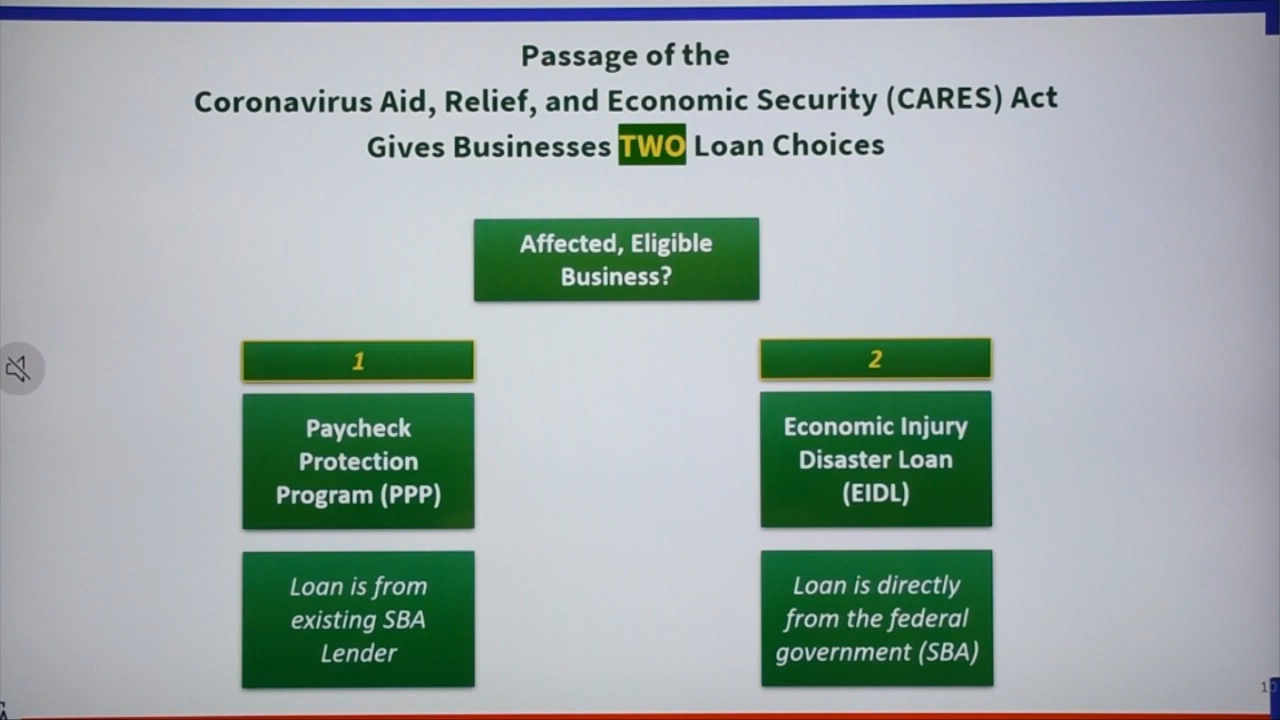 Passage of the
Coronavirus Aid, Relief, and Economic Security (CARES) Act
Gives Businesses TWO Loan Choices
Affected, Eligible
Business?
1
Paycheck
Protection
Program (PPP)
Loan is from
existing SBA
Lender
2
Economic Injury
Disaster Loan
(EIDL)
Loan is directly
from the federal
government (SBA)